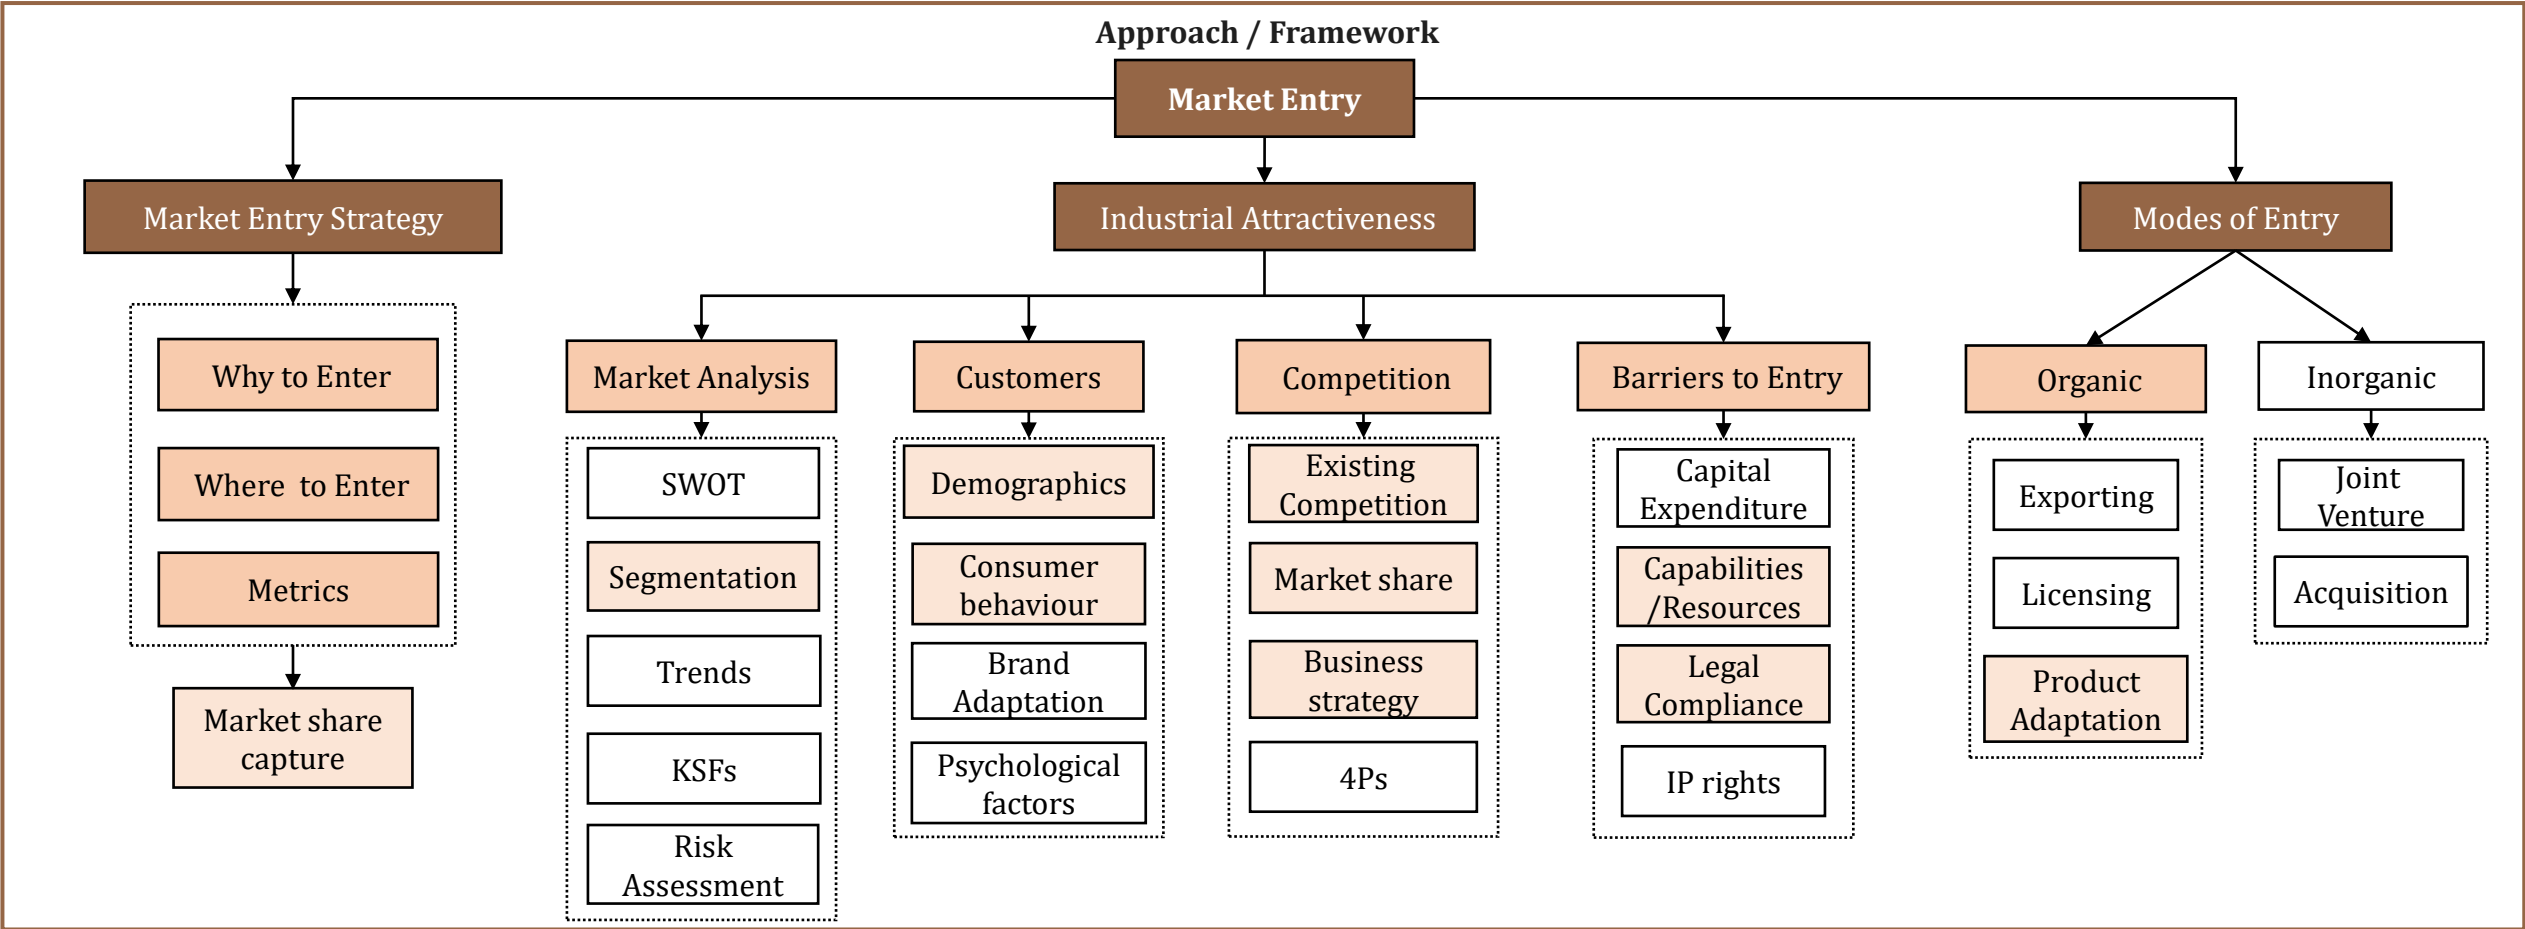 Approach / Framework
Market Entry
Market Entry Strategy
Industrial Attractiveness
Modes of Entry
Why to Enter
Where  to Enter
Metrics
Market share
capture
Market Analysis
SWOT
Segmentation
Trends
KSFs
Risk
Assessment
Customers
Demographics
Consumer
behaviour
Brand
Adaptation
Psychological
factors
Competition
Existing
Competition
Market share
Business
strategy
4Ps
Barriers to Entry
Capital
Expenditure
Capabilities
/Resources
Legal
Compliance
IP rights
Organic
Exporting
Licensing
Product
Adaptation
Inorganic
Joint
Venture
Acquisition